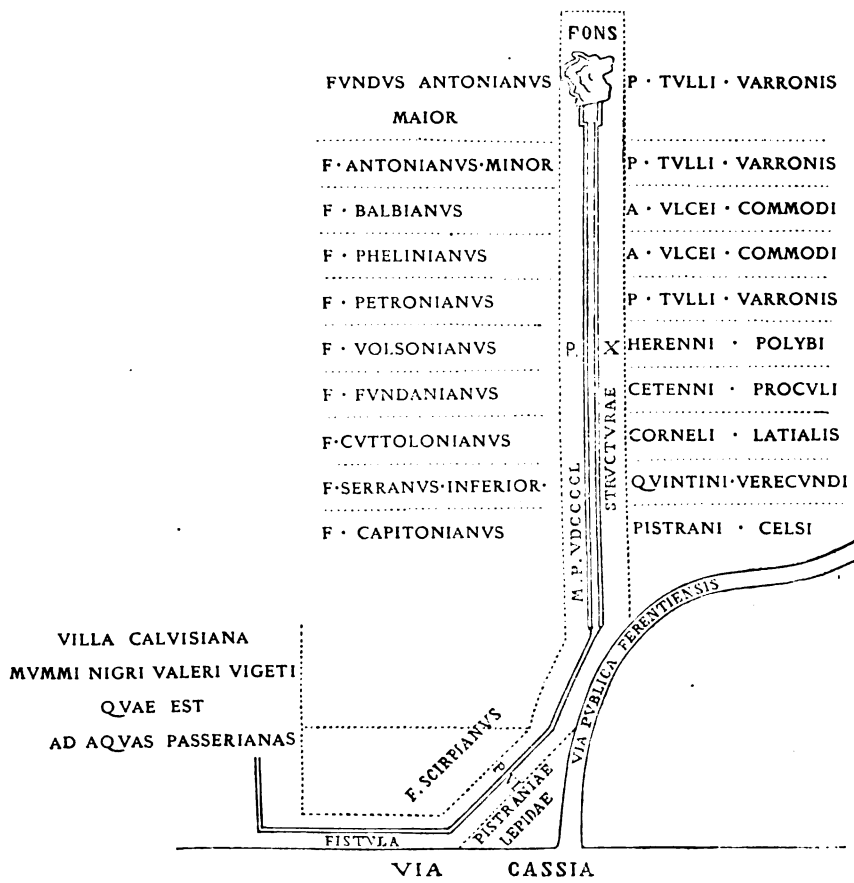 FONS
FVNDVS ANTONIANVS MAIOR
P · TVLLI · VARRONIS
F · ANTONIANVS · MINOR
P · TVLLI · VARRONIS
F · BALBIANVS
A · VLCEI · COMMODI
F · PHELINIANVS
A · VLCEI · COMMODI
F · PETRONIANVS
P · TVLLI · VARRONIS
F · VOLSONIANVS
P. X
HERENNI · POLYBI
F · FVNDANIANVS
CETENNI · PROCVLI
F · CVTTOLONIANVS
CORNELI · LATIALIS
F · SERRANVS · INFERIOR ·
QVINTINI · VERECVNDI
F · CAPITONIANVS
PISTRANI · CELSI
M. P. VDCCCCL
STRVCTVRAE
VIA PVBLICA FERENTIENSIS
VILLA CALVISIANA
MVMMI NIGRI VALERI VIGETI
QVAE EST
AD AQVAS PASSERIANAS
F. SCIRPIANVS
P VI
PISTRANIAE
LEPIDAE
FISTVLA
VIA CASSIA